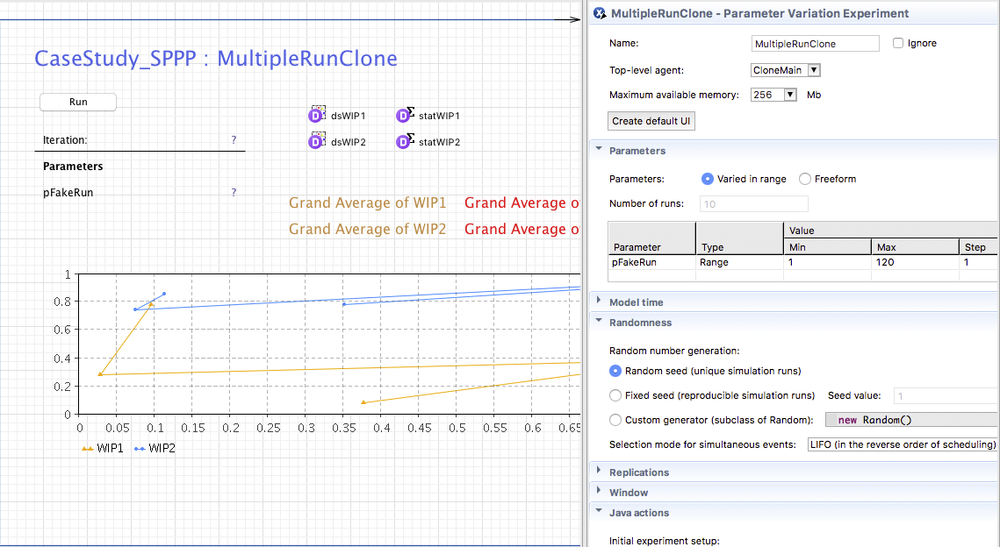 CaseStudy_SPPP : MultipleRunClone
Run
dsWIP1
statWIP1
Iteration:
?
dsWIP2
statWIP2
Parameters
pFakeRun
?
Grand Average of WIP1
Grand Average o
Grand Average of WIP2
Grand Average o
1
0.8
0.6
0.4
0.2
0
0 0.05 0.1 0.15 0.2 0.25 0.3 0.35 0.4 0.45 0.5 0.55 0.6 0.65
WIP1 WIP2
MultipleRunClone - Parameter Variation Experiment
Name: MultipleRunClone Ignore
Top-level agent: CloneMain
Maximum available memory: 256 Mb
Create default UI
Parameters
Parameters: Varied in range Freeform
Number of runs: 10
Value
Parameter Type Min Max Step
pFakeRun Range 1 120 1
Model time
Randomness
Random number generation:
Random seed (unique simulation runs)
Fixed seed (reproducible simulation runs) Seed value: 1
Custom generator (subclass of Random): new Random()
Selection mode for simultaneous events: LIFO (in the reverse order of scheduling)
Replications
Window
Java actions
Initial experiment setup: